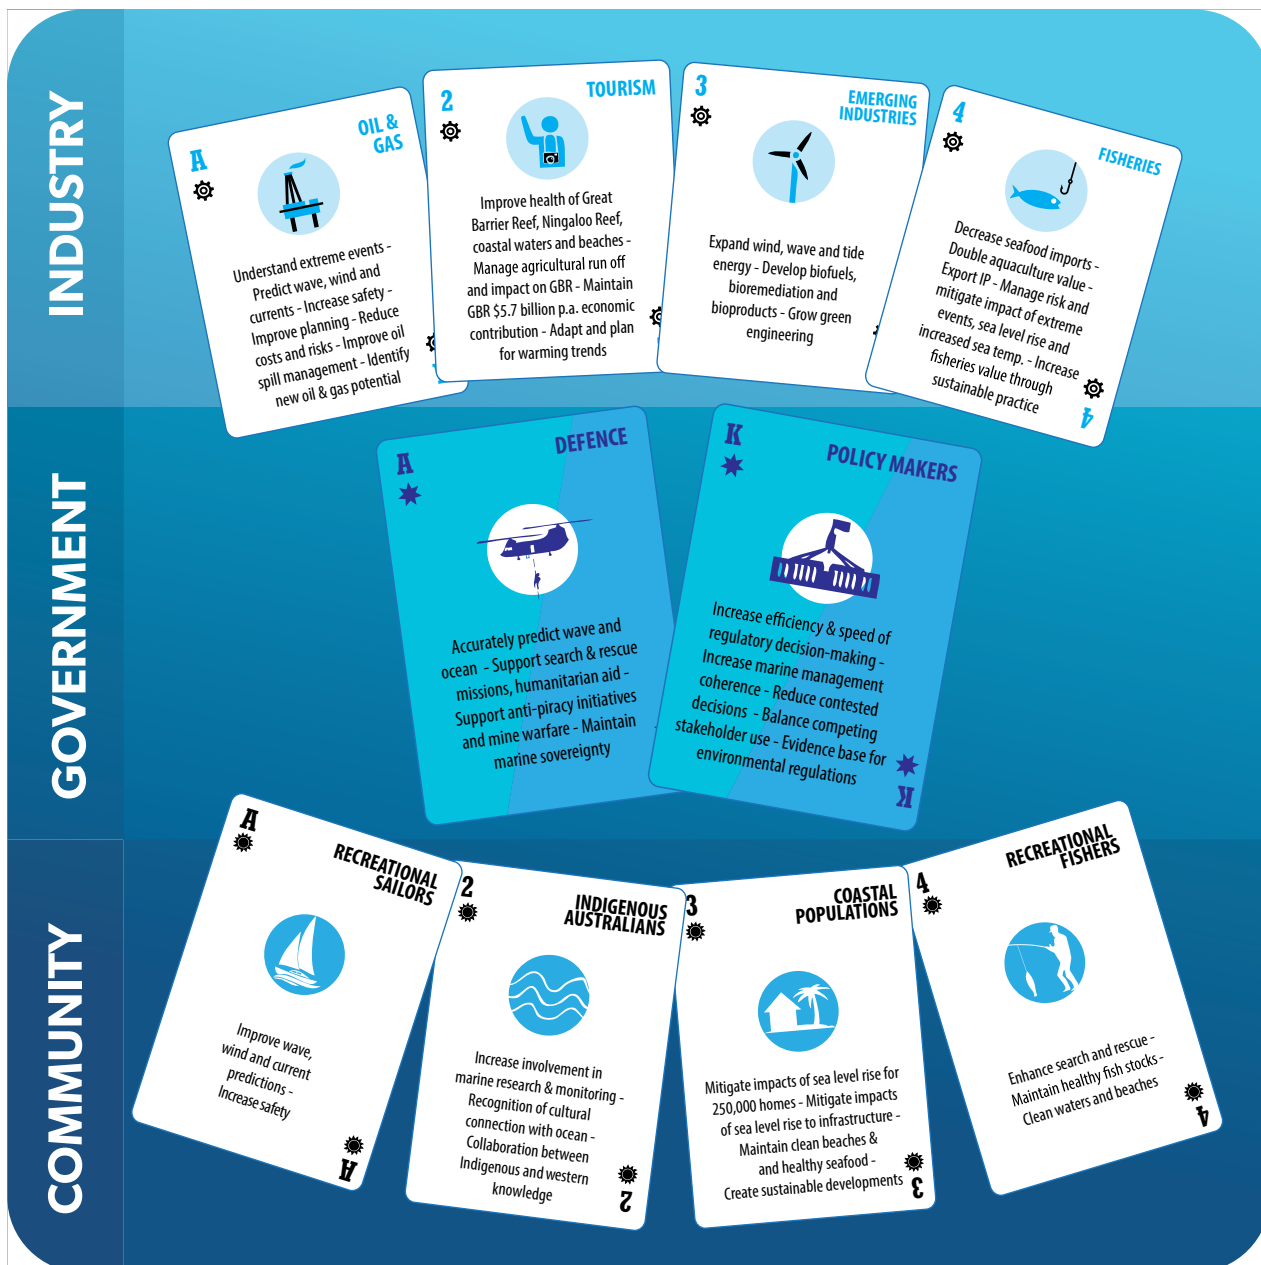 INDUSTRY
A
OIL &
GAS
Understand extreme events -
Predict wave, wind and
currents - Increase safety -
Improve planning - Reduce
costs and risks - Improve oil
spill management - Identify
new oil & gas potential
2
TOURISM
Improve health of Great
Barrier Reef, Ningaloo Reef,
coastal waters and beaches -
Manage agricultural run off
and impact on GBR - Maintain
GBR $5.7 billion p.a. economic
contribution - Adapt and plan
for warming trends
3
EMERGING
INDUSTRIES
Expand wind, wave and tide
energy - Develop biofuels,
bioremediation and
bioproducts - Grow green
engineering
4
FISHERIES
Decrease seafood imports -
Double aquaculture value -
Export IP - Manage risk and
mitigate impact of extreme
events, sea level rise and
increased sea temp. - Increase
fisheries value through
sustainable practice
4
GOVERNMENT
A
DEFENCE
Accurately predict wave and
ocean - Support search & rescue
missions, humanitarian aid -
Support anti-piracy initiatives
and mine warfare - Maintain
marine sovereignty
K
POLICY MAKERS
Increase efficiency & speed of
regulatory decision-making -
Increase marine management
coherence - Reduce contested
decisions - Balance competing
stakeholder use - Evidence base for
environmental regulations
K
COMMUNITY
A
RECREATIONAL
SAILORS
Improve wave,
wind and current
predictions -
Increase safety
A
2
INDIGENOUS
AUSTRALIANS
Increase involvement in
marine research & monitoring -
Recognition of cultural
connection with ocean -
Collaboration between
Indigenous and western
knowledge
2
3
COASTAL
POPULATIONS
Mitigate impacts of sea level rise for
250,000 homes - Mitigate impacts
of sea level rise to infrastructure -
Maintain clean beaches &
and healthy seafood -
Create sustainable developments
3
4
RECREATIONAL
FISHERS
Enhance search and rescue -
Maintain healthy fish stocks -
Clean waters and beaches
4